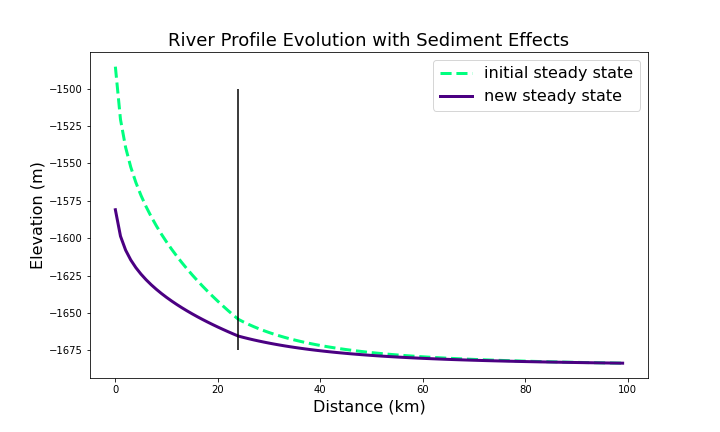 River Profile Evolution with Sediment Effects
initial steady state
new steady state
Elevation (m)
−1500
−1525
−1550
−1575
−1600
−1625
−1650
−1675
0 20 40 60 80 100
Distance (km)